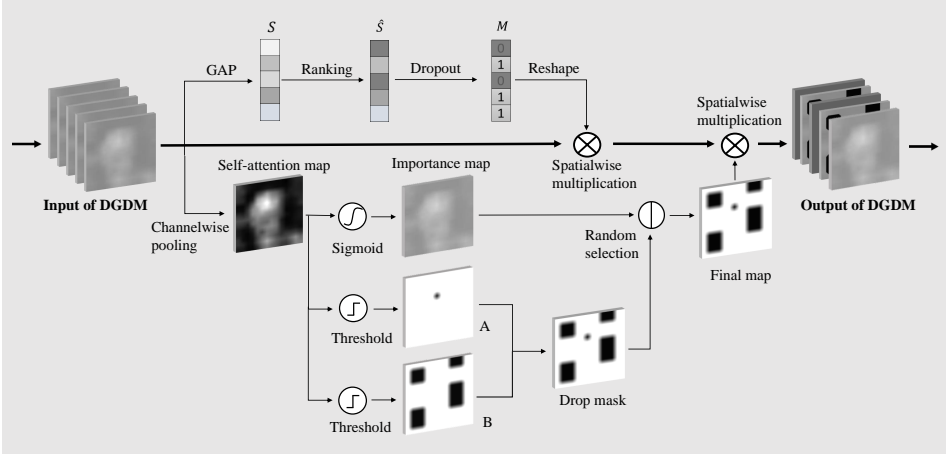 S
Ŝ
M
GAP
Ranking
Dropout
Reshape
0
1
0
1
1
Spatialwise
multiplication
Self-attention map
Importance map
Spatialwise
multiplication
Input of DGDM
Output of DGDM
Channelwise
pooling
Sigmoid
Random
selection
Final map
Threshold
A
Drop mask
Threshold
B